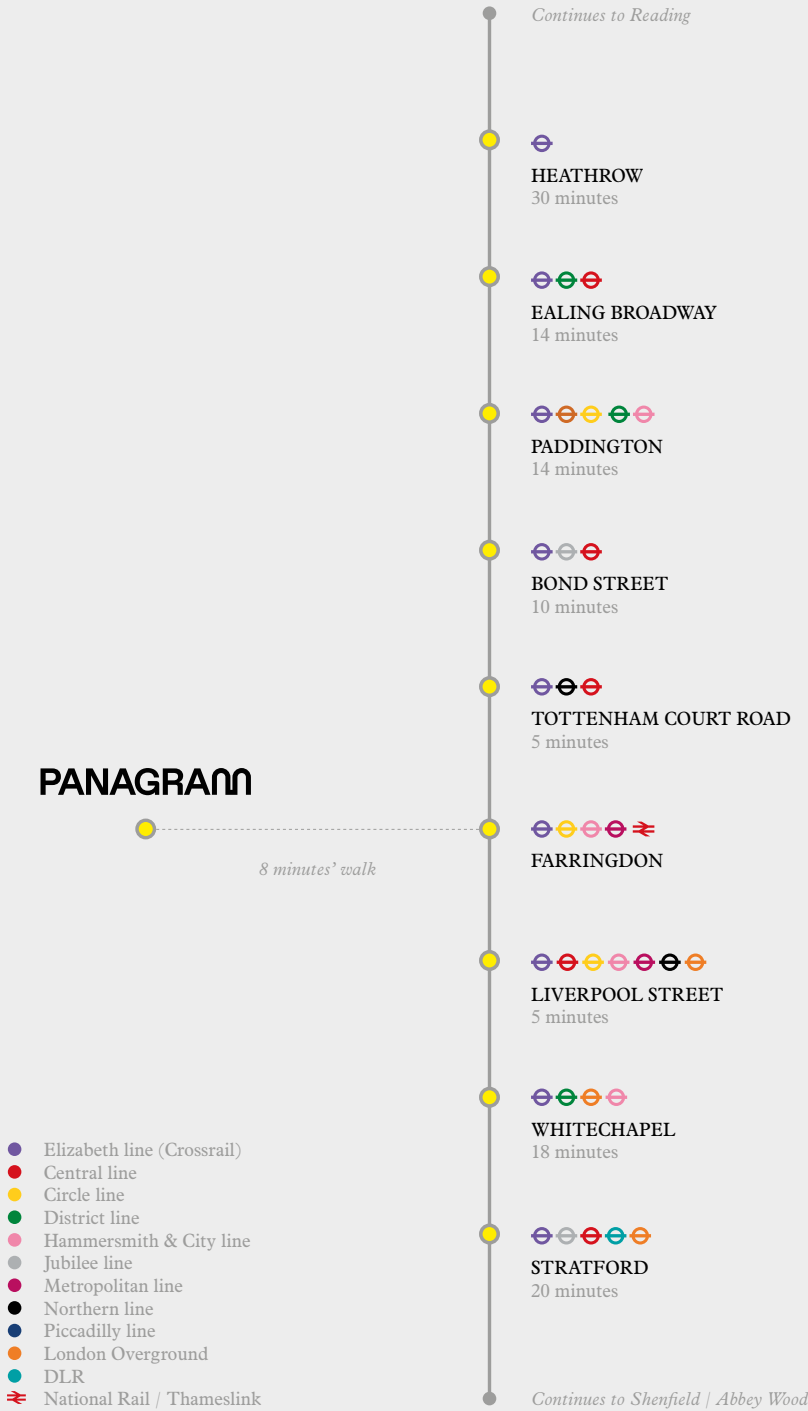 Continues to Reading
HEATHROW
30 minutes
EALING BROADWAY
14 minutes
PADDINGTON
14 minutes
BOND STREET
10 minutes
TOTTENHAM COURT ROAD
5 minutes
PANAGRAM
8 minutes’ walk
FARRINGDON
LIVERPOOL STREET
5 minutes
WHITECHAPEL
18 minutes
STRATFORD
20 minutes
Elizabeth line (Crossrail)
Central line
Circle line
District line
Hammersmith & City line
Jubilee line
Metropolitan line
Northern line
Piccadilly line
London Overground
DLR
National Rail / Thameslink
Continues to Shenfield / Abbey Wood